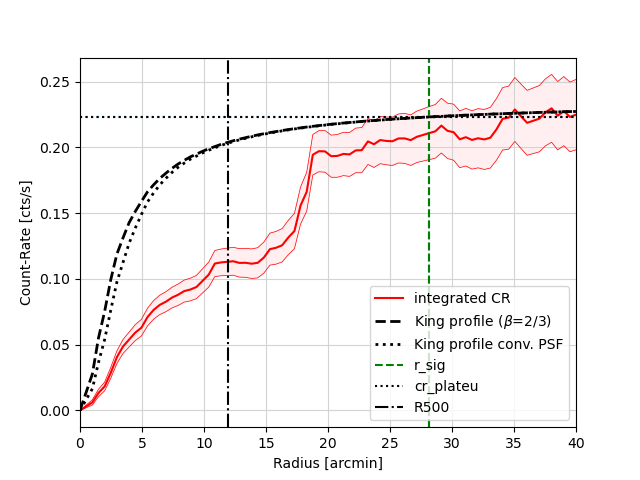 0.25
0.20
0.15
0.10
0.05
0.00
Count-Rate [cts/s]
integrated CR
King profile (β=2/3)
King profile conv. PSF
r_sig
cr_plateu
R500
0 5 10 15 20 25 30 35 40
Radius [arcmin]